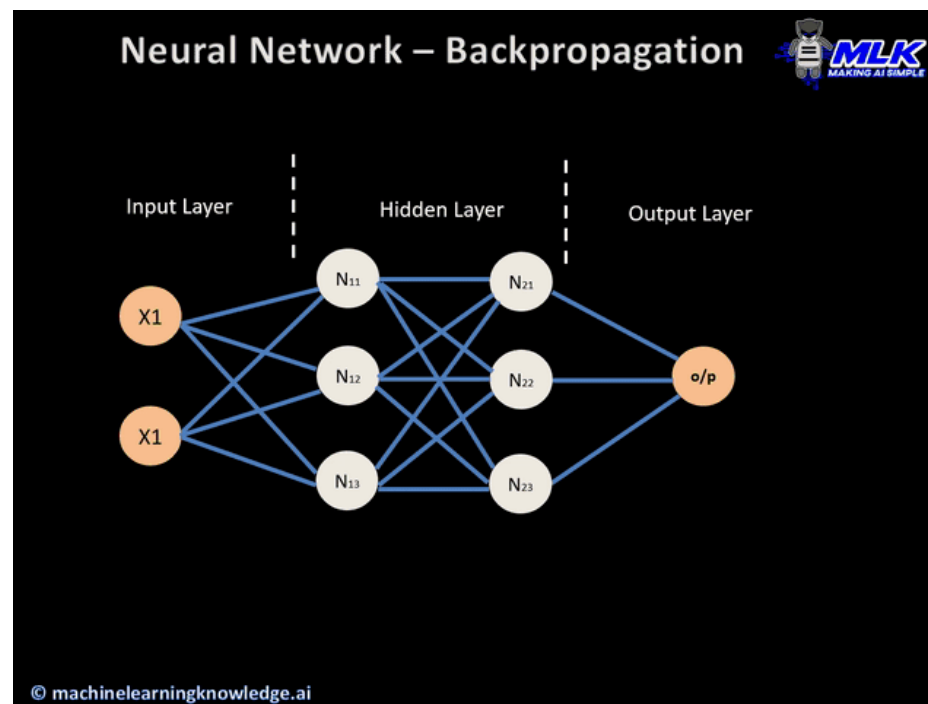 Neural Network – Backpropagation
MLK
MAKING AI SIMPLE
Input Layer
Hidden Layer
Output Layer
N₁₁
N₂₁
X1
N₁₂
N₂₂
o/p
X1
N₁₃
N₂₃
© machinelearningknowledge.ai